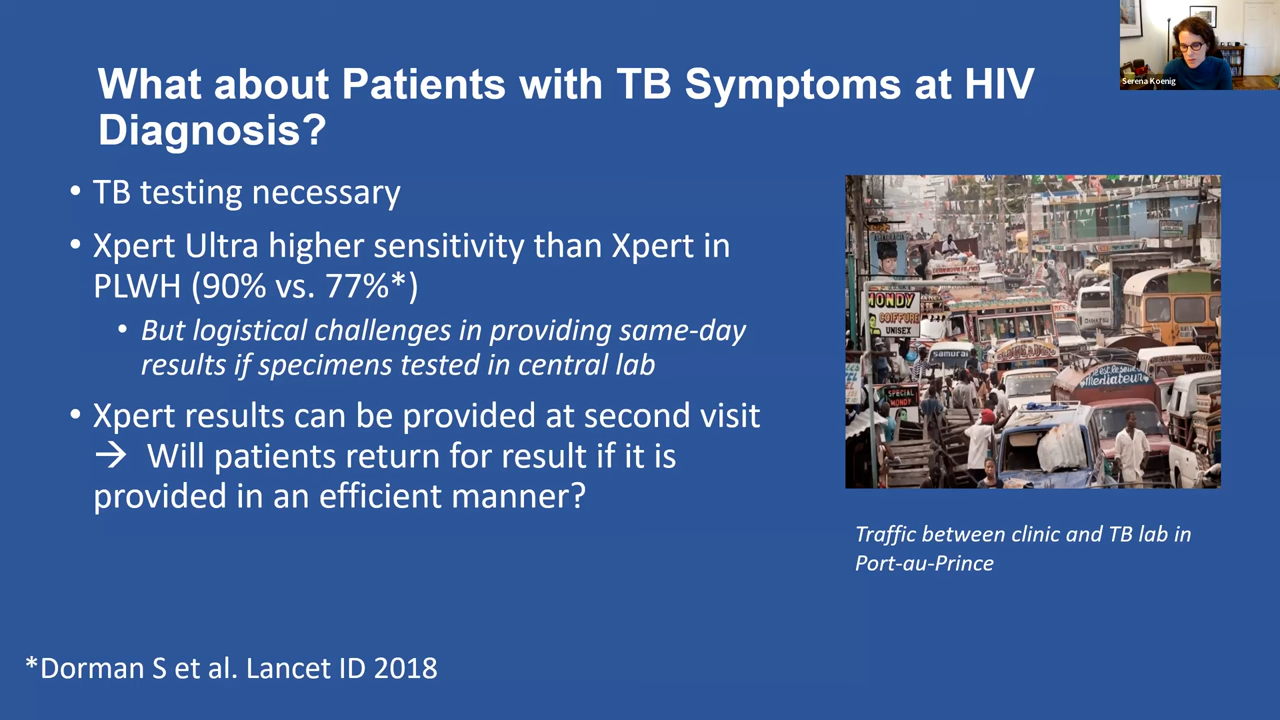 Serena Koenig
What about Patients with TB Symptoms at HIV
Diagnosis?
• TB testing necessary
• Xpert Ultra higher sensitivity than Xpert in
PLWH (90% vs. 77%*)
• But logistical challenges in providing same-day
results if specimens tested in central lab
• Xpert results can be provided at second visit
→ Will patients return for result if it is
provided in an efficient manner?
MONDY
COIFFURE
UNISEX
samurai
SPECIAL
MONDY
Mediateur
Traffic between clinic and TB lab in
Port-au-Prince
*Dorman S et al. Lancet ID 2018